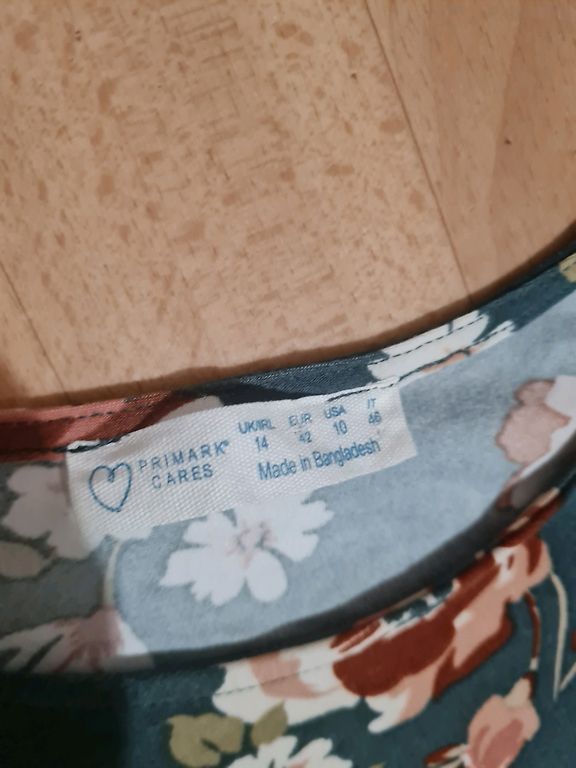 PRIMARK®
CARES
UK/IRL EUR USA IT
14 42 10 46
Made in Bangladesh